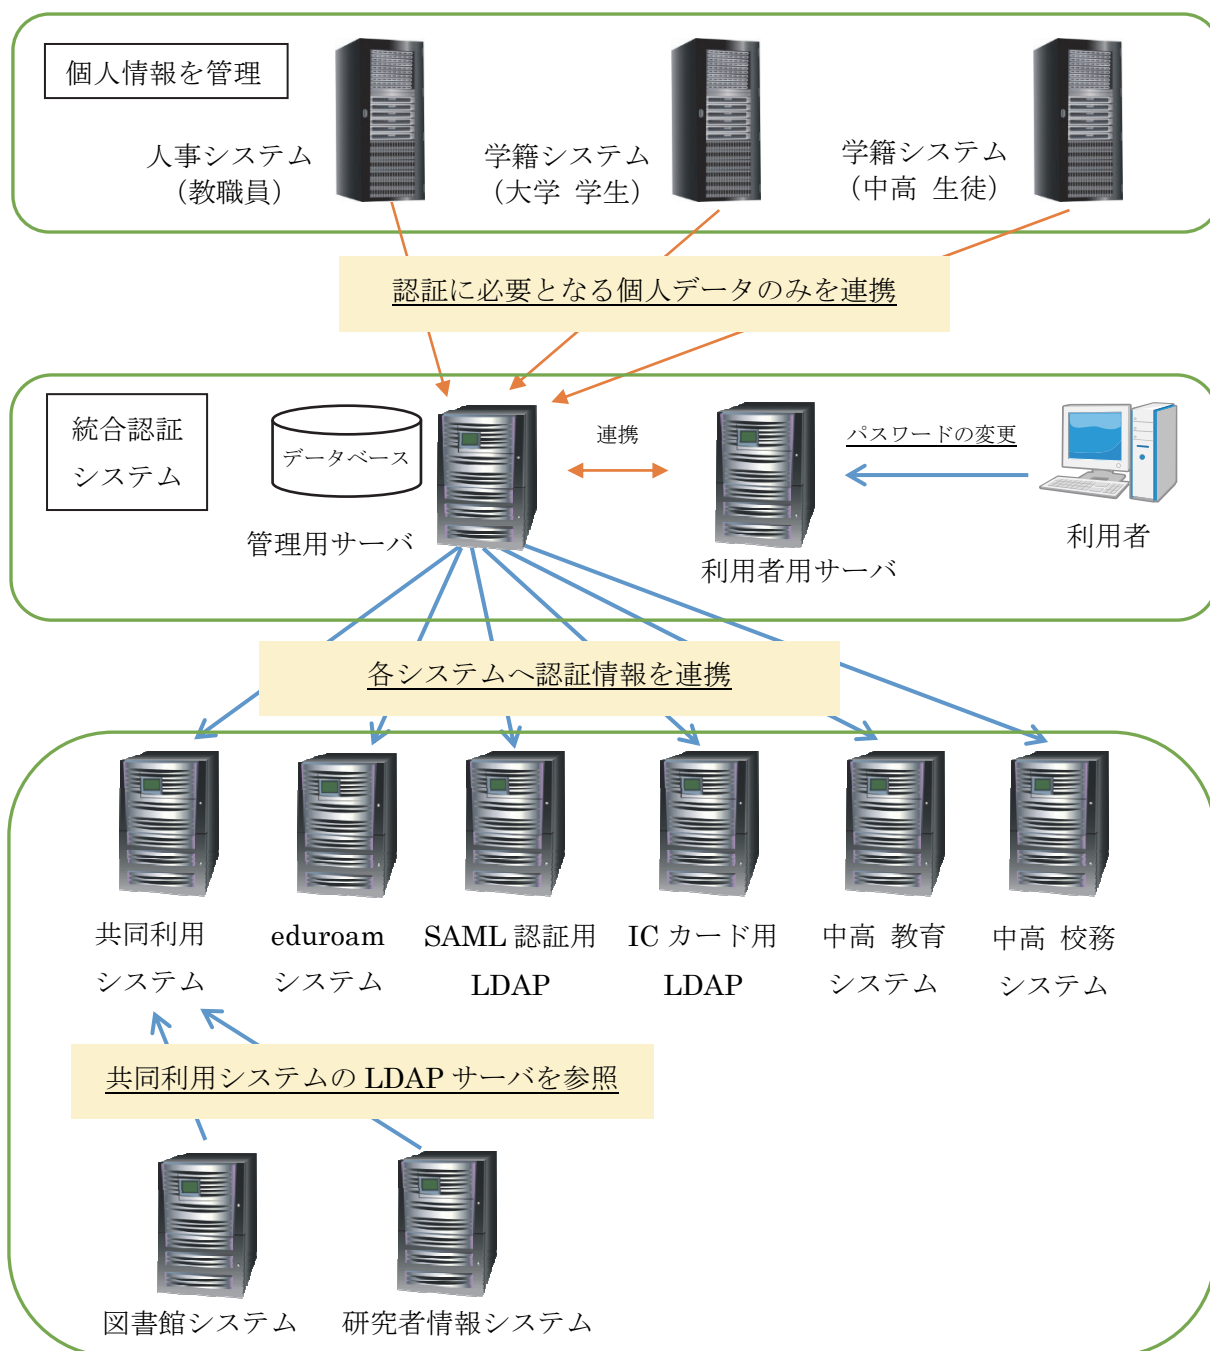 個人情報を管理
人事システム
（教職員）
学籍システム
（大学 学生）
学籍システム
（中高 生徒）
認証に必要となる個人データのみを連携
統合認証
システム
データベース
管理用サーバ
連携
利用者用サーバ
パスワードの変更
利用者
各システムへ認証情報を連携
共同利用
システム
eduroam
システム
SAML 認証用
LDAP
IC カード用
LDAP
中高 教育
システム
中高 校務
システム
共同利用システムの LDAP サーバを参照
図書館システム
研究者情報システム